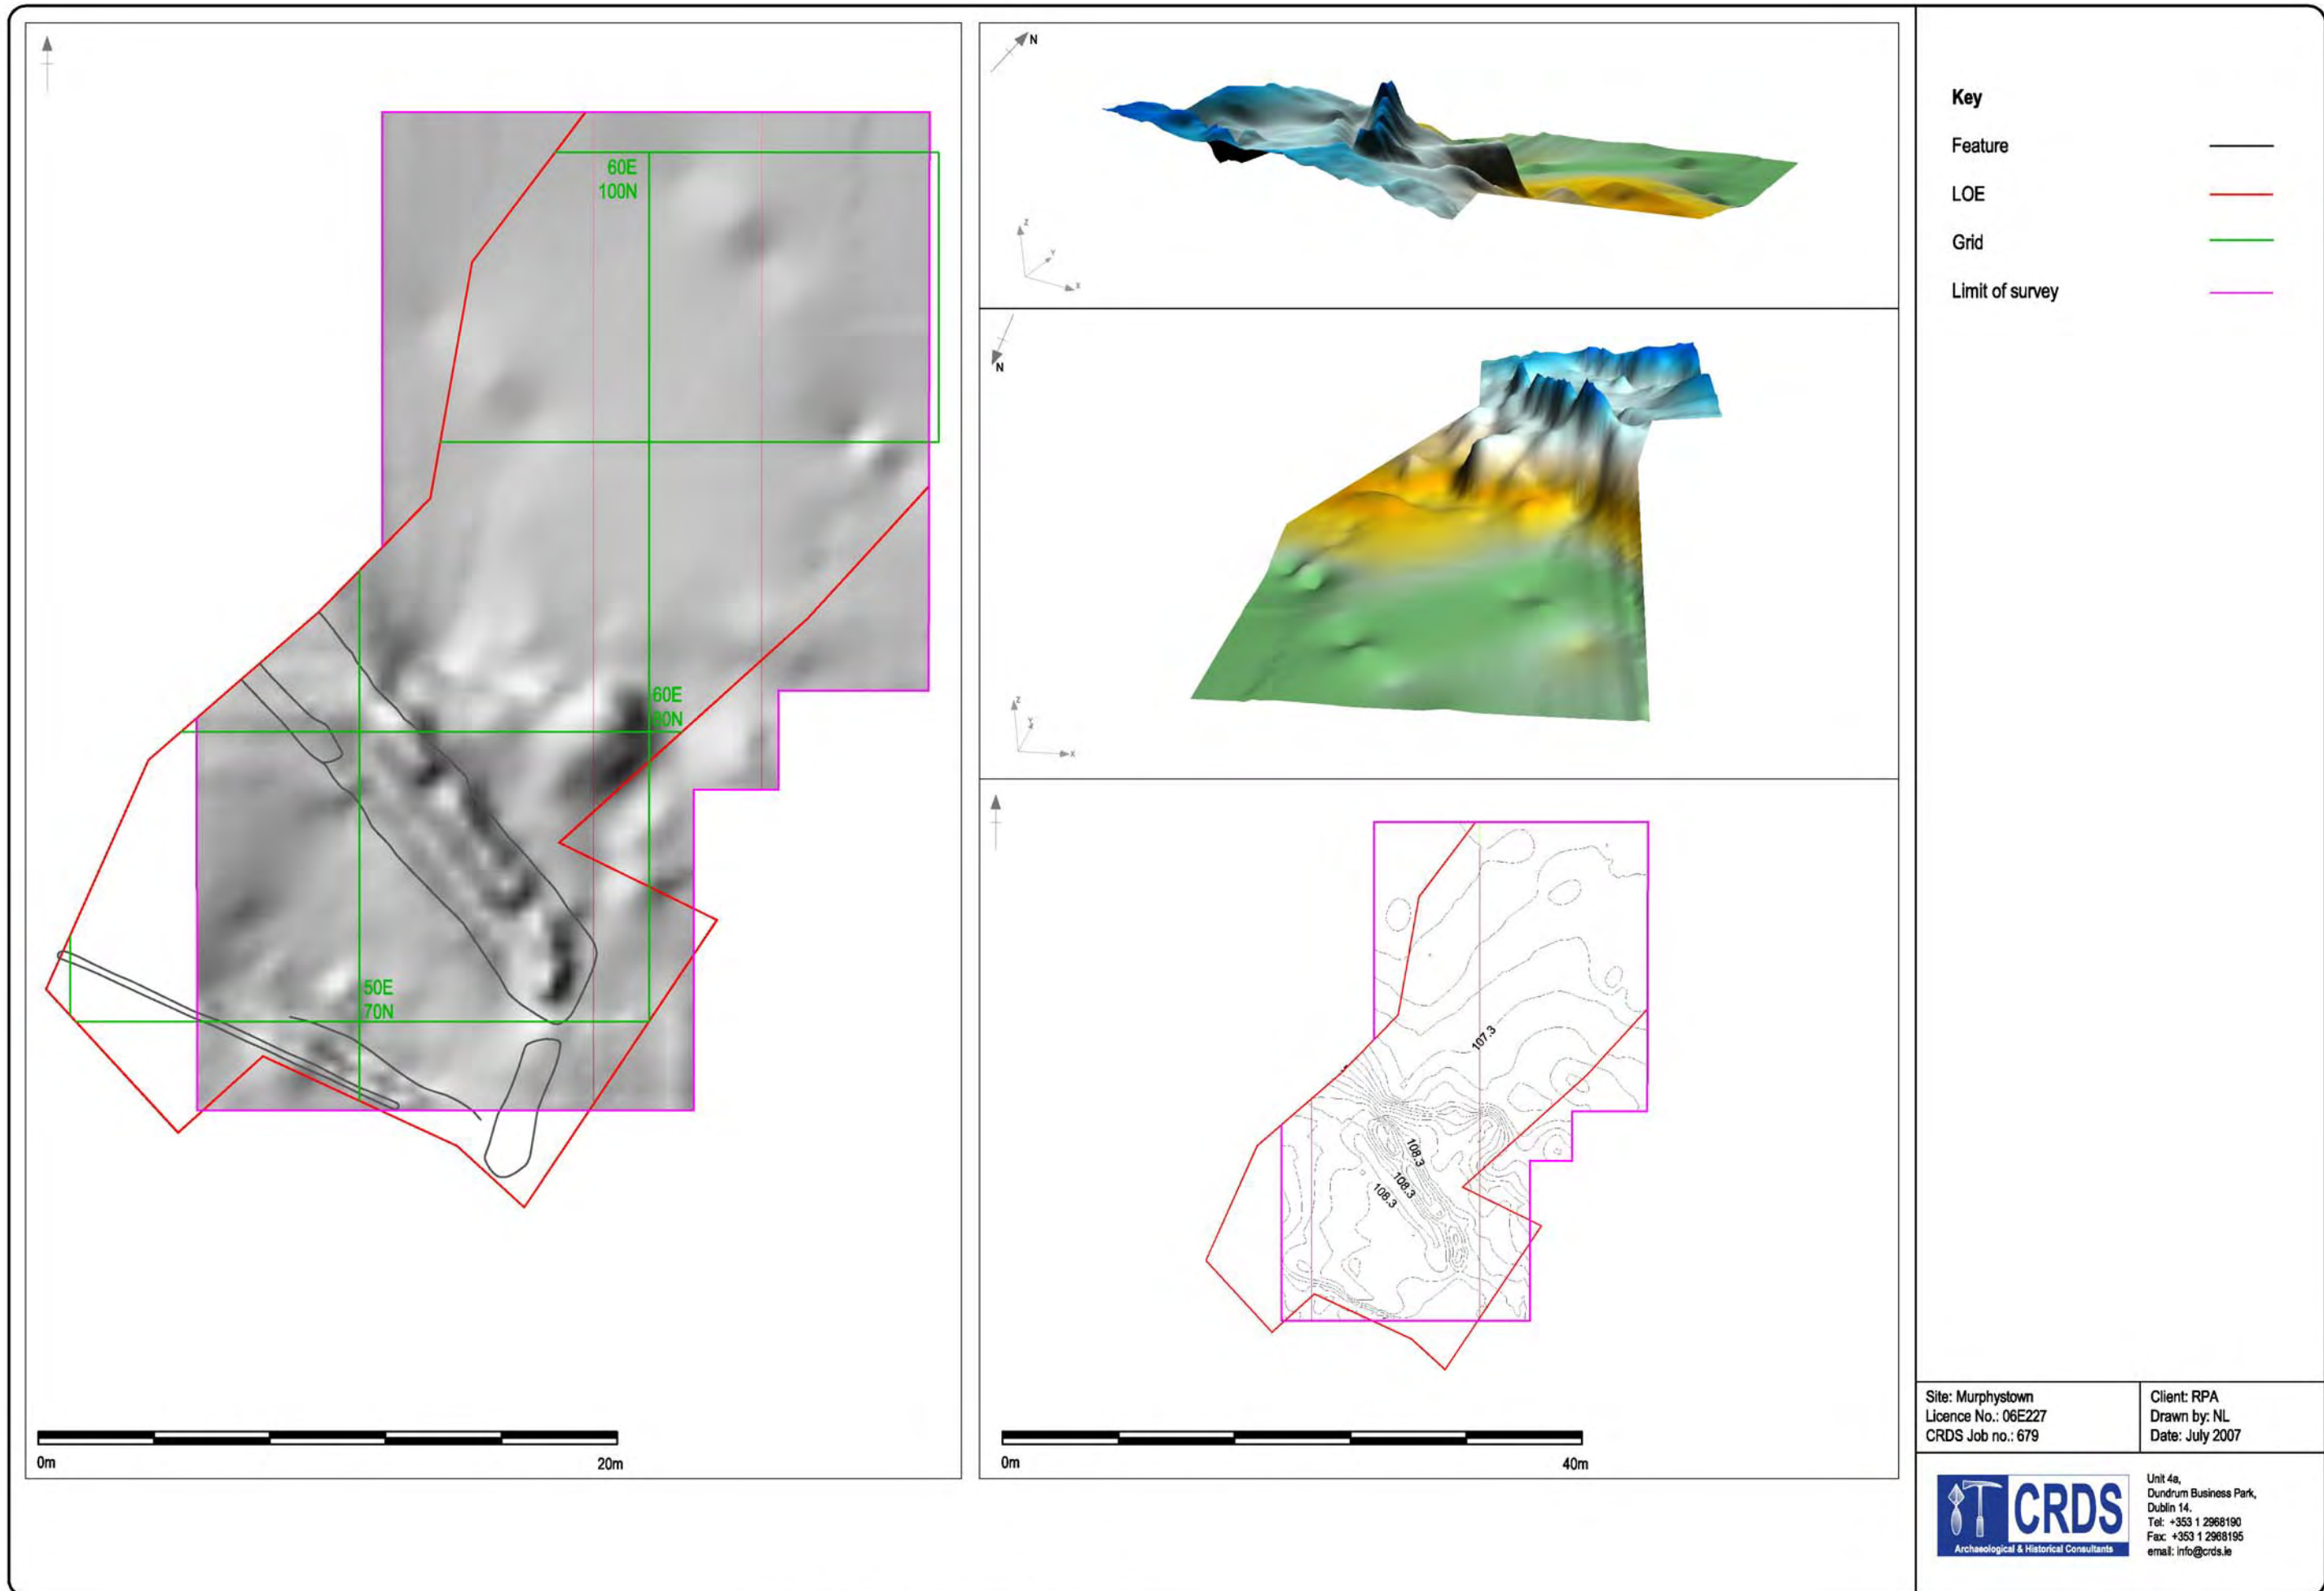 60E
100N
60E
80N
50E
70N
0m
20m
N
Z
Y
X
N
Z
Y
X
107.3
108.3
108.3
108.3
0m
40m
Key
Feature
LOE
Grid
Limit of survey
Site: Murphystown
Licence No.: 06E227
CRDS Job no.: 679
Client: RPA
Drawn by: NL
Date: July 2007
CRDS
Archaeological & Historical Consultants
Unit 4a,
Dundrum Business Park,
Dublin 14.
Tel: +353 1 2968190
Fax: +353 1 2968195
email: info@crds.ie